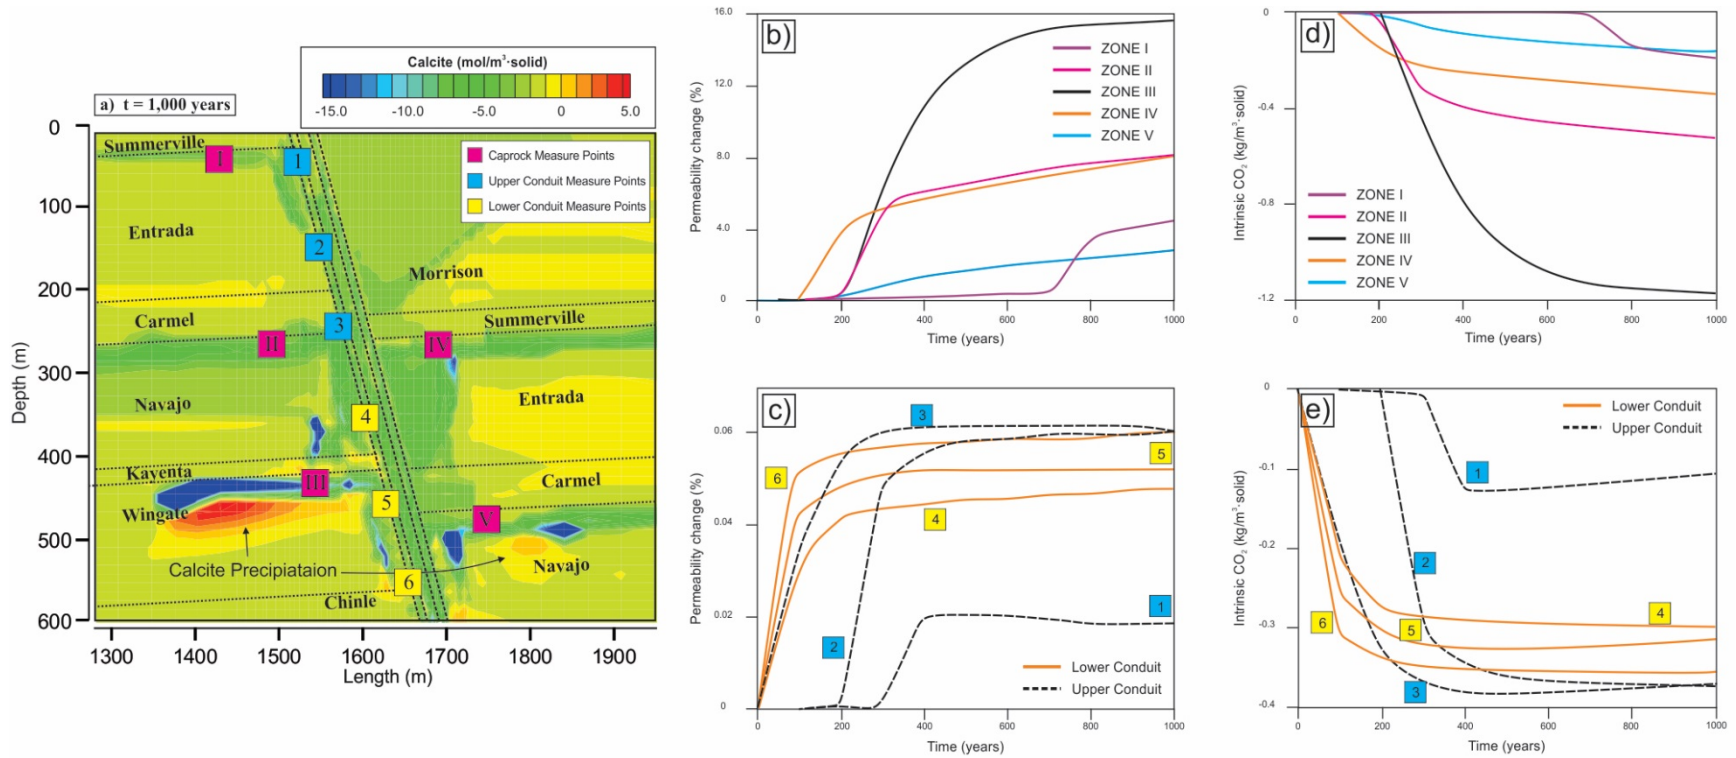 Calcite (mol/m³·solid)
-15.0 -10.0 -5.0 0 5.0
a) t = 1,000 years
Caprock Measure Points
Upper Conduit Measure Points
Lower Conduit Measure Points
Summerville
I
1
Entrada
2
Morrison
Carmel
3
Summerville
II
IV
Navajo
4
Entrada
Kayenta
III
Carmel
Wingate
5
V
Calcite Precipiataion
Navajo
6
Chinle
0
100
200
300
400
500
600
Depth (m)
1300 1400 1500 1600 1700 1800 1900
Length (m)
b)
16.0
12.0
8.0
4.0
0
Permeability change (%)
ZONE I
ZONE II
ZONE III
ZONE IV
ZONE V
0 200 400 600 800 1000
Time (years)
d)
0
-0.4
-0.8
-1.2
Intrinsic CO₂ (kg/m³·solid)
ZONE I
ZONE II
ZONE III
ZONE IV
ZONE V
0 200 400 600 800 1000
Time (years)
c)
0.06
0.04
0.02
0
Permeability change (%)
3
6
5
4
2
1
Lower Conduit
Upper Conduit
0 200 400 600 800 1000
Time (years)
e)
0
-0.1
-0.2
-0.3
-0.4
Intrinsic CO₂ (kg/m³·solid)
Lower Conduit
Upper Conduit
1
2
6
5
4
3
0 200 400 600 800 1000
Time (years)